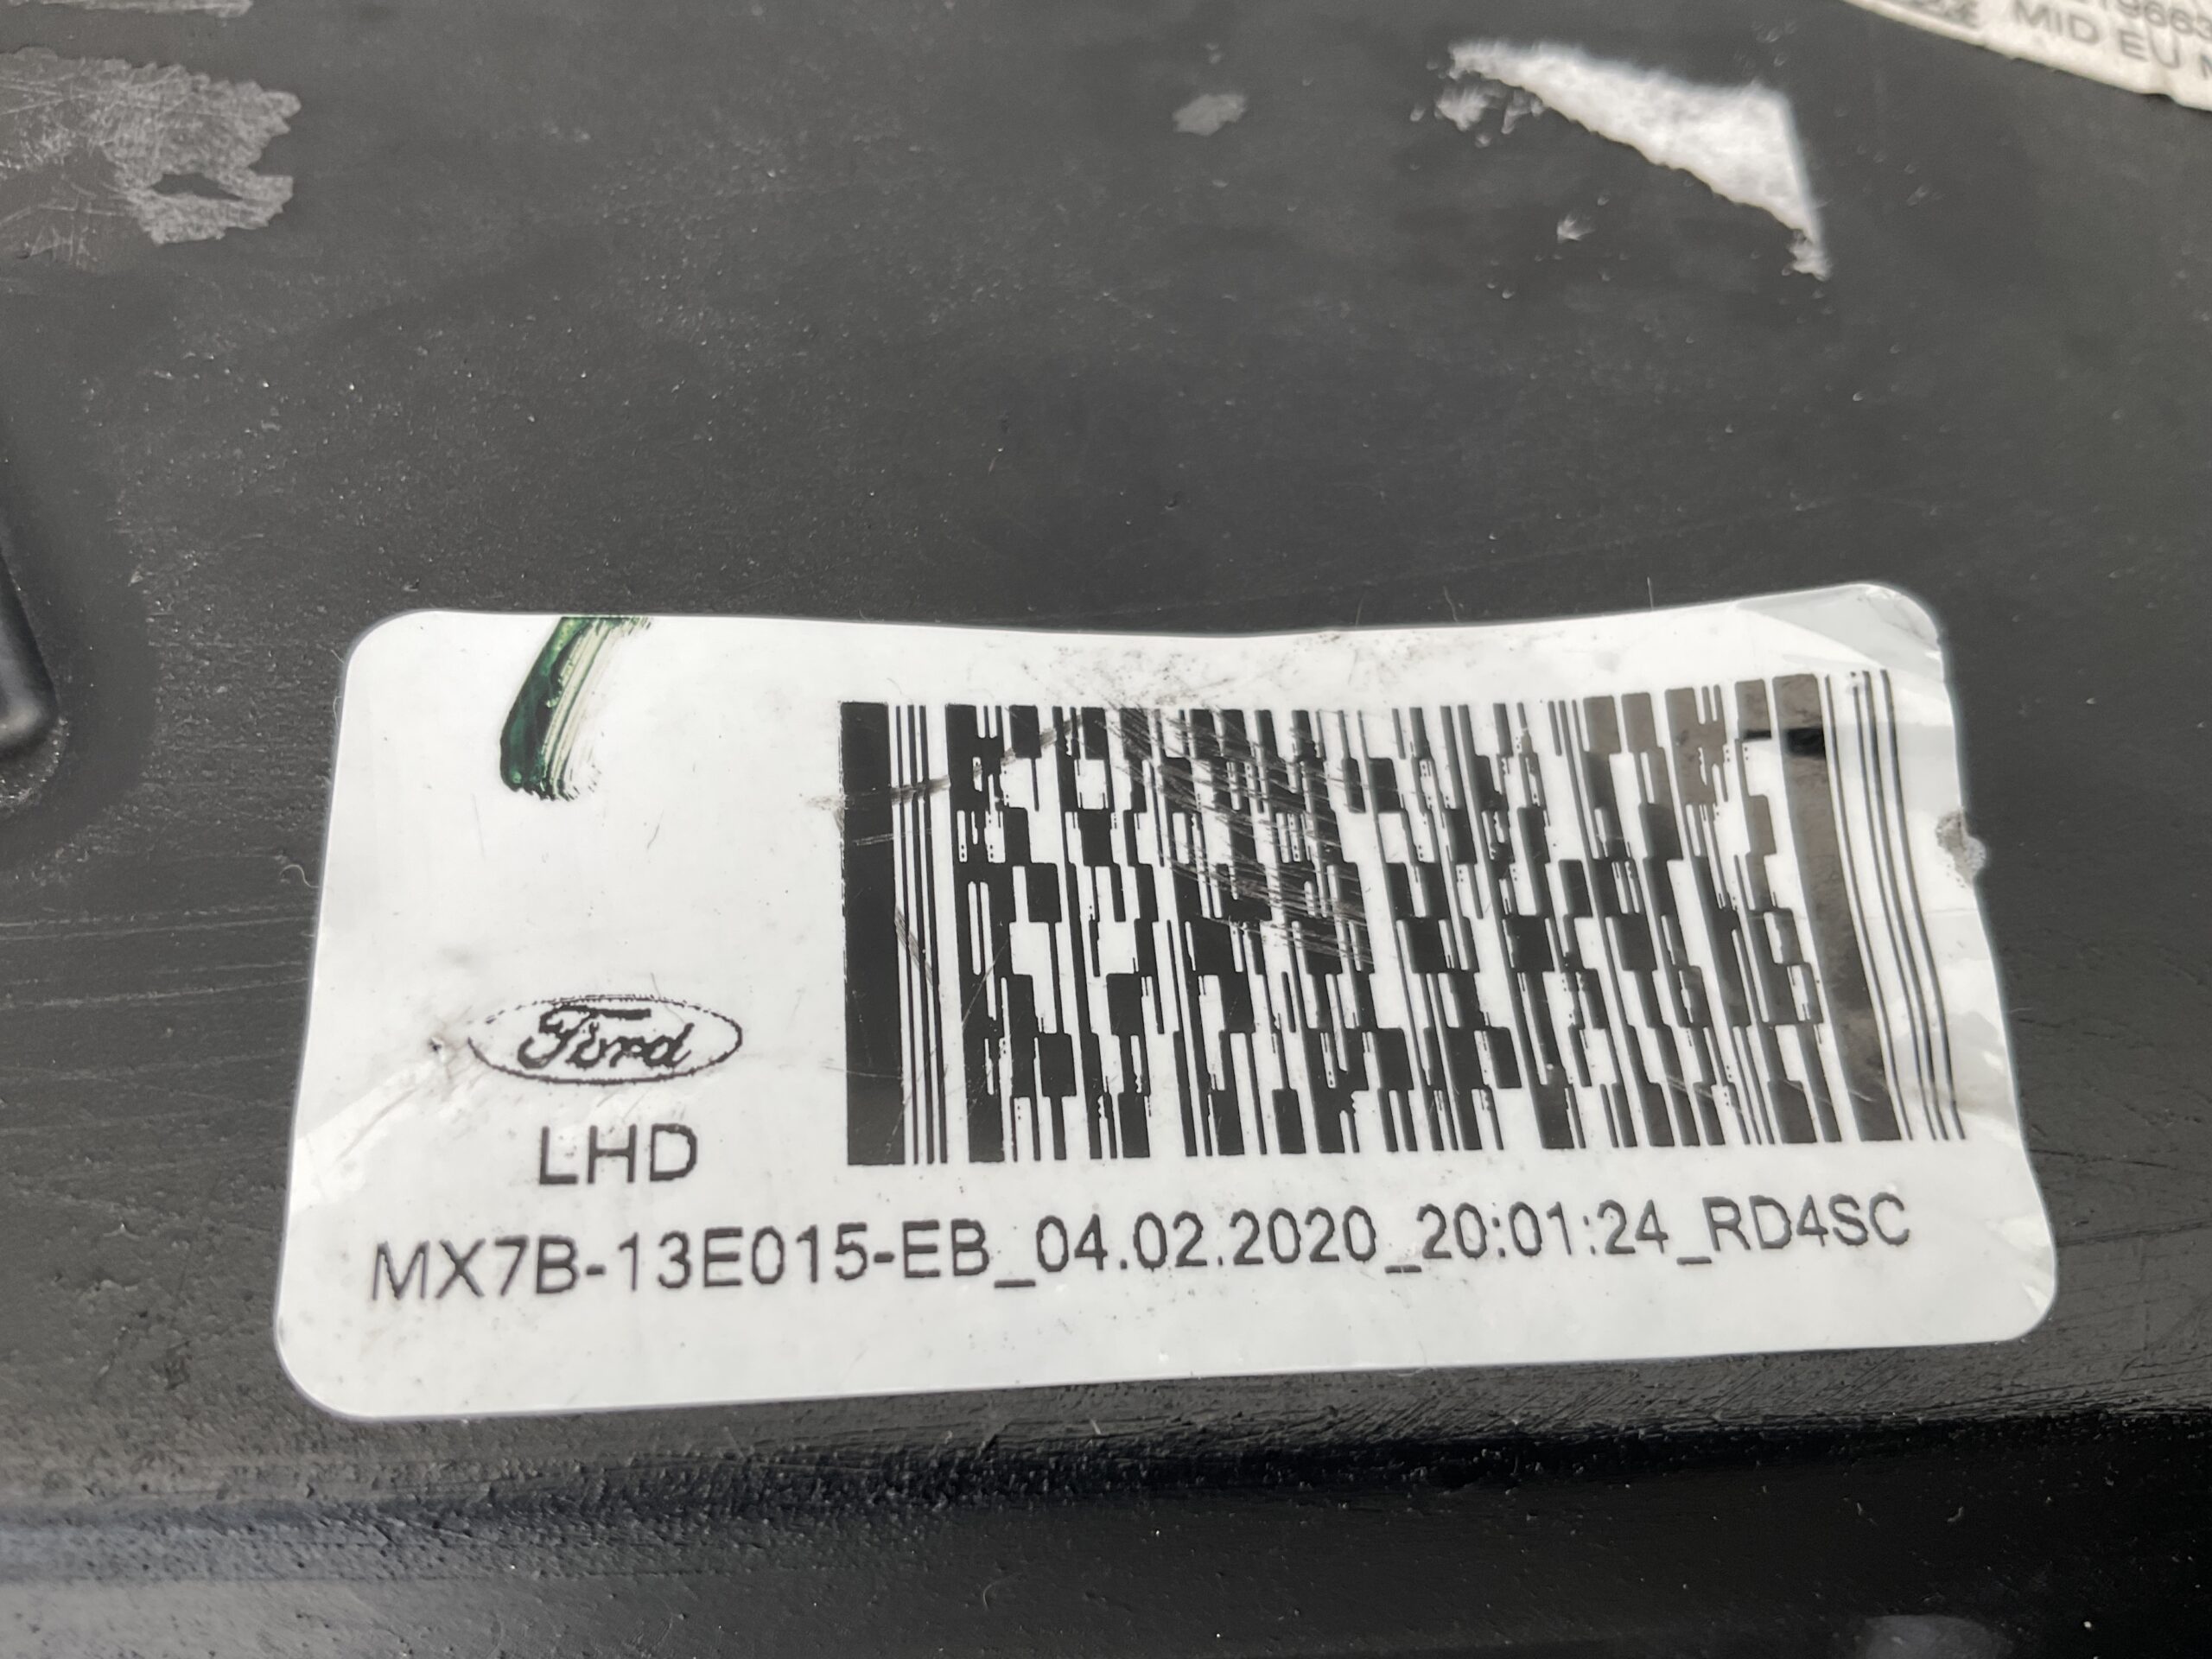 MID EU
Ford
LHD
MX7B-13E015-EB_04.02.2020_20:01:24_RD4SC